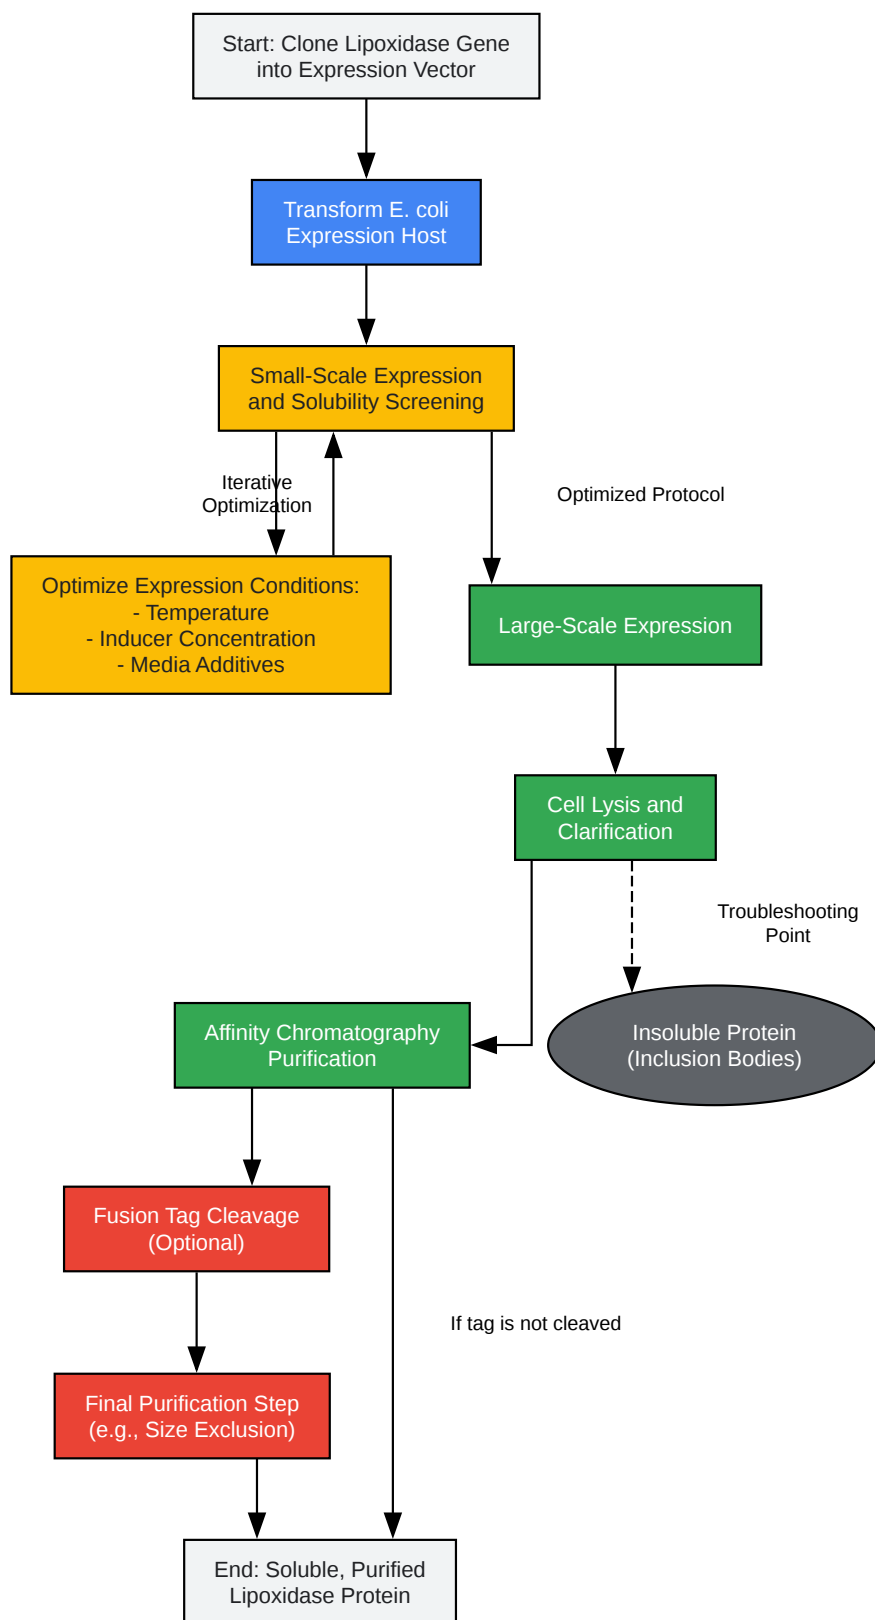 Start: Clone Lipoxidase Gene
into Expression Vector
Transform E. coli
Expression Host
Small-Scale Expression
and Solubility Screening
Iterative
Optimization
Optimized Protocol
Optimize Expression Conditions:
- Temperature
- Inducer Concentration
- Media Additives
Large-Scale Expression
Cell Lysis and
Clarification
Troubleshooting
Point
Affinity Chromatography
Purification
Insoluble Protein
(Inclusion Bodies)
Fusion Tag Cleavage
(Optional)
If tag is not cleaved
Final Purification Step
(e.g., Size Exclusion)
End: Soluble, Purified
Lipoxidase Protein